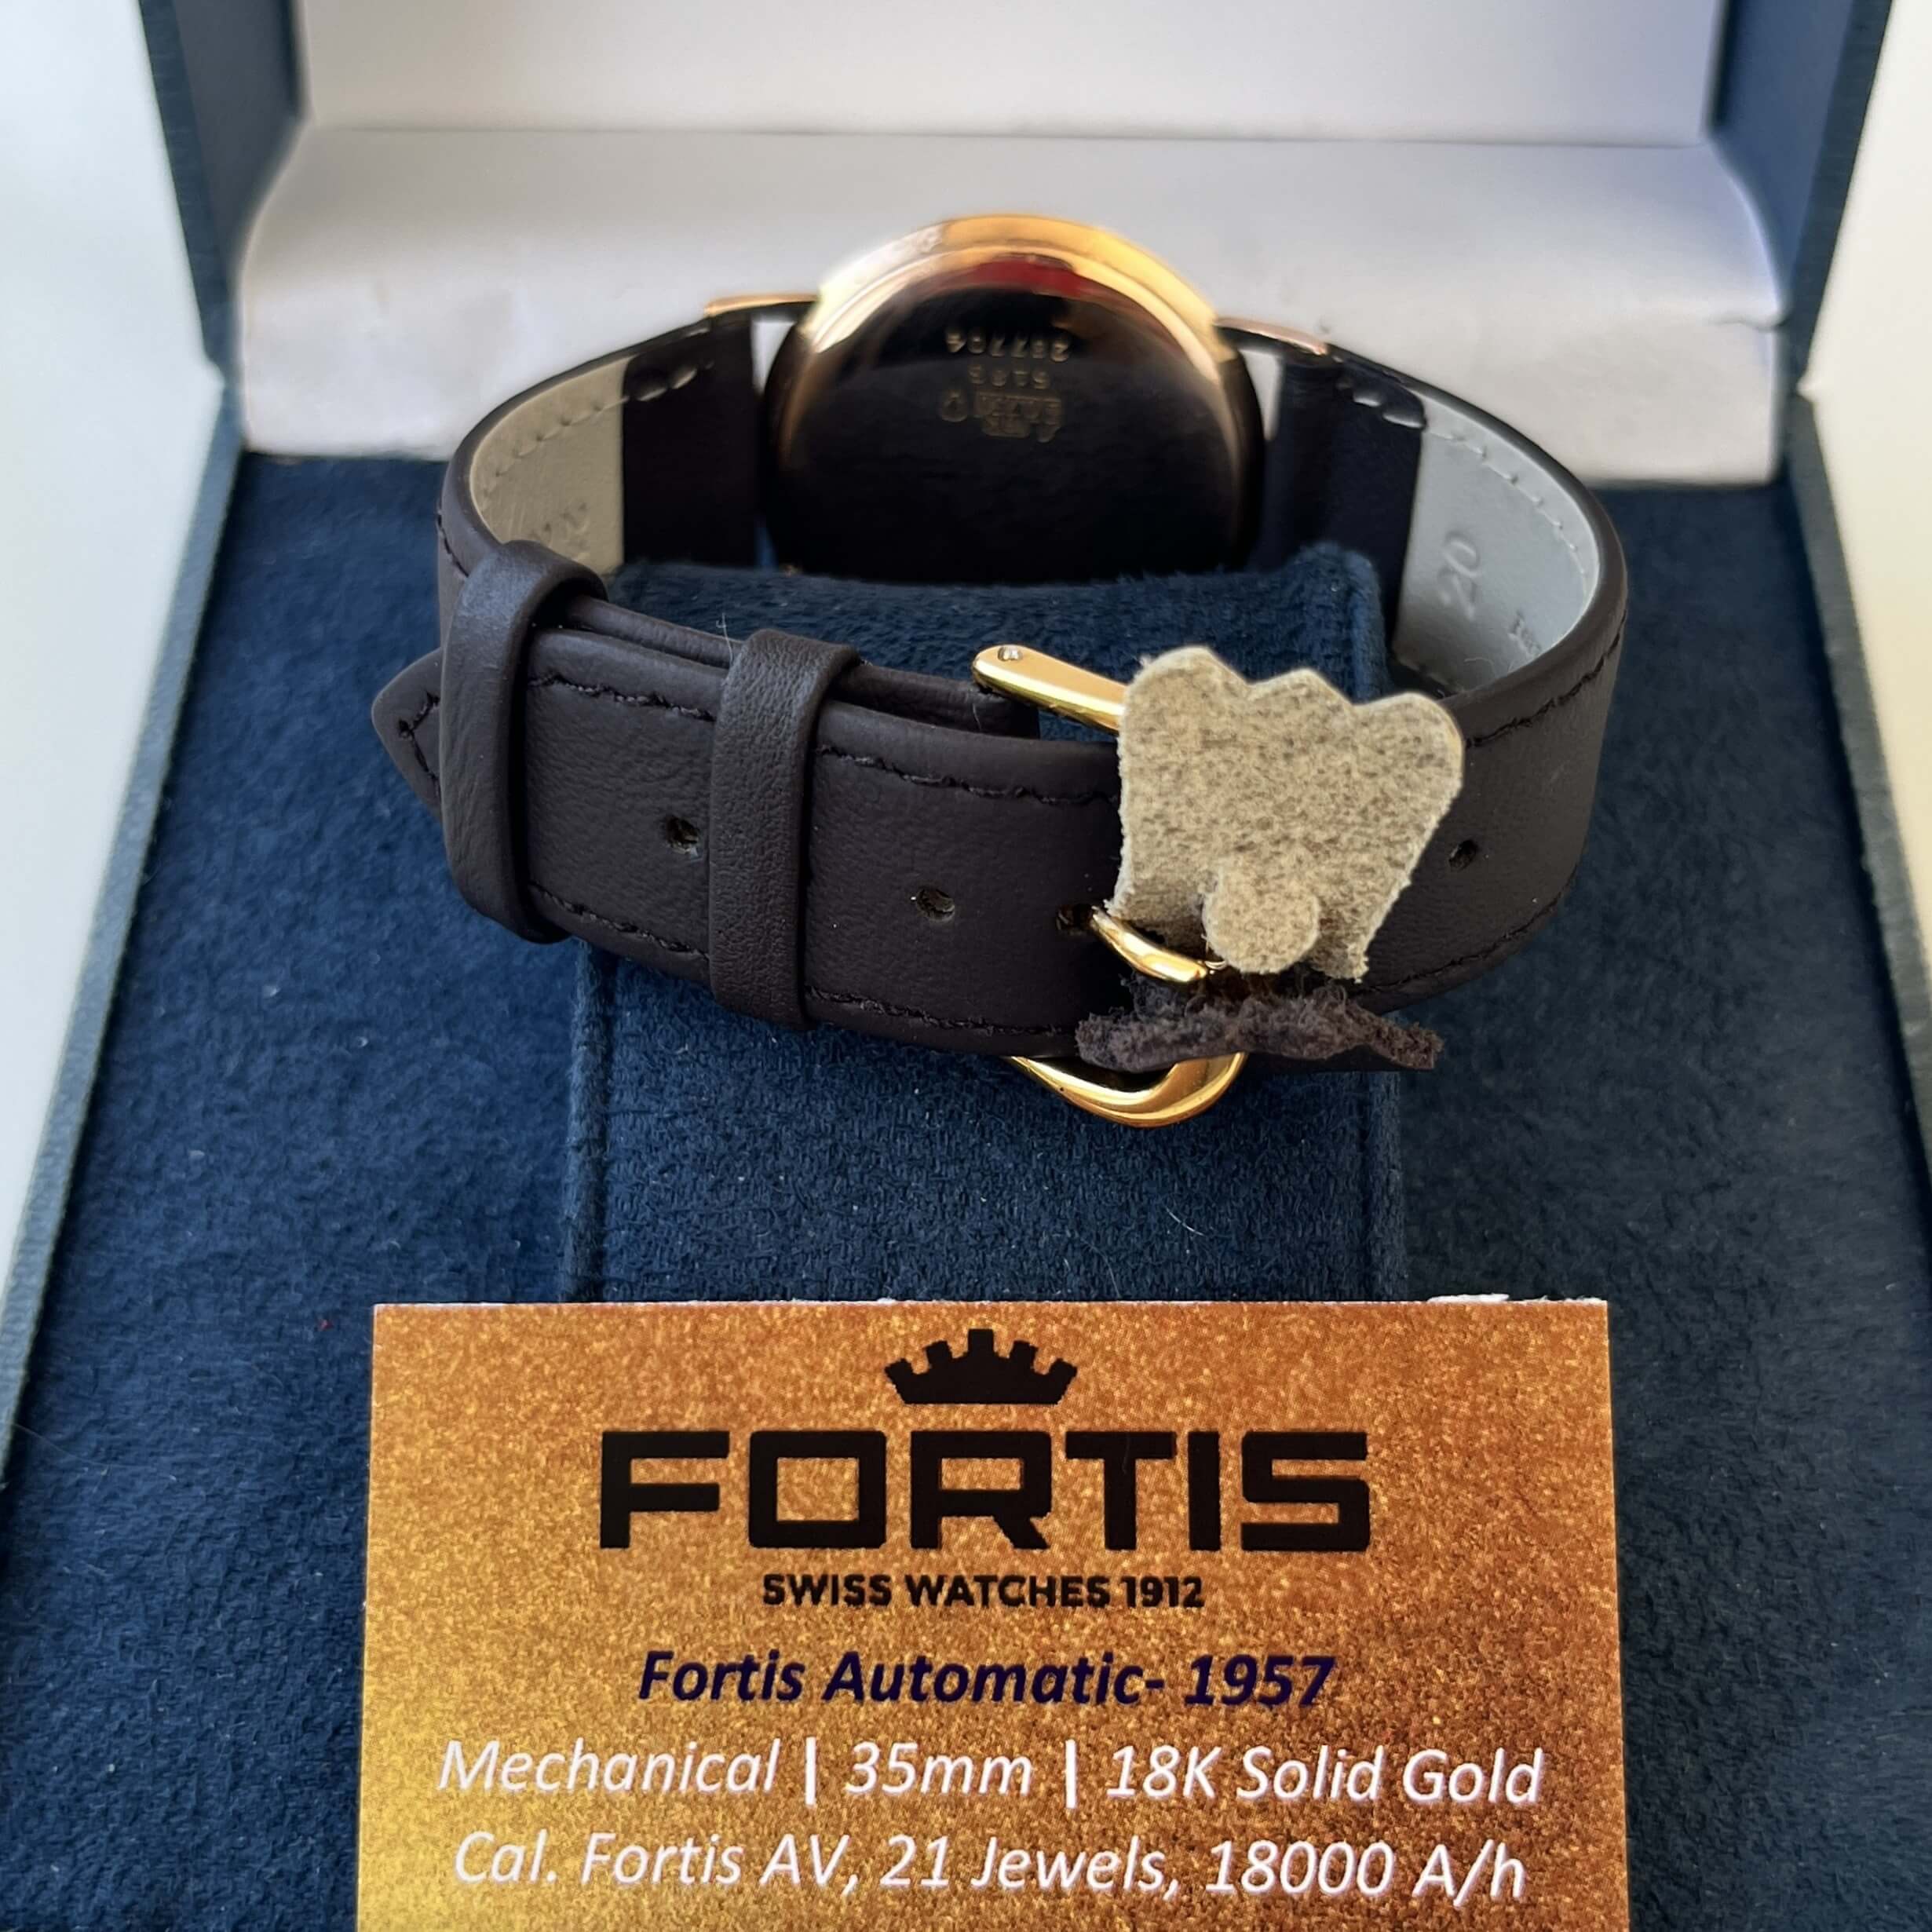 257704
20
FORTIS
SWISS WATCHES 1912
Fortis Automatic- 1957
Mechanical | 35mm | 18K Solid Gold
Cal. Fortis AV, 21 Jewels, 18000 A/h